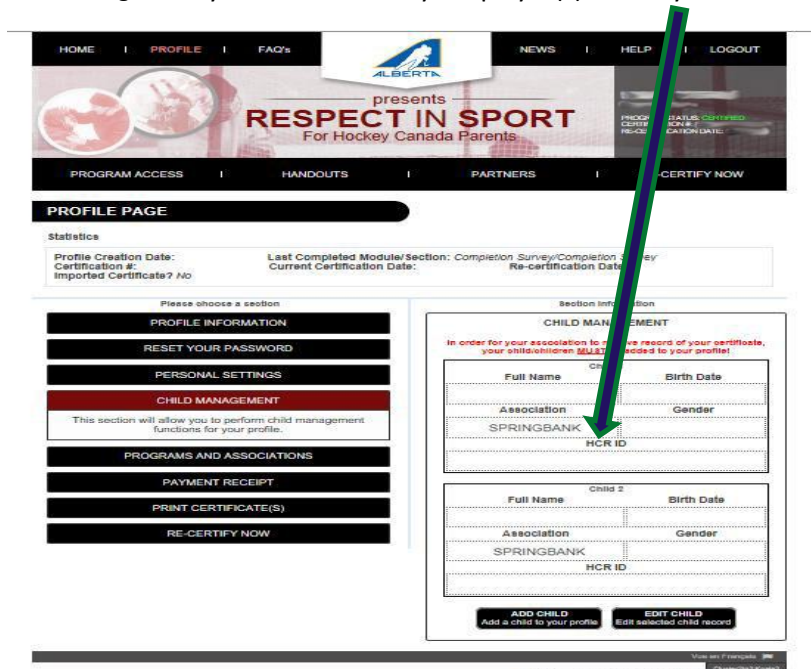 HOME | PROFILE | FAQ's NEWS | HELP | LOGOUT
ALBERTA
presents
RESPECT IN SPORT
For Hockey Canada Parents
PROGRAM ACCESS | HANDOUTS | PARTNERS | -CERTIFY NOW
PROFILE PAGE
Statistics
Profile Creation Date: Last Completed Module/Section: Completion Survey/Completion
Certification #: Current Certification Date: Re-certification Date
Imported Certificate? No
Please choose a section
PROFILE INFORMATION
RESET YOUR PASSWORD
PERSONAL SETTINGS
CHILD MANAGEMENT
This section will allow you to perform child management
functions for your profile.
PROGRAMS AND ASSOCIATIONS
PAYMENT RECEIPT
PRINT CERTIFICATE(S)
RE-CERTIFY NOW
Section
CHILD
In order for your association to record of your certificate,
your child/children MUST added to your profile!
Full Name Birth Date
Association Gender
SPRINGBANK
HCR ID
Child 2
Full Name Birth Date
Association Gender
SPRINGBANK
HCR ID
ADD CHILD
Add a child to your profile
EDIT CHILD
Edit selected child record
Vue en Français